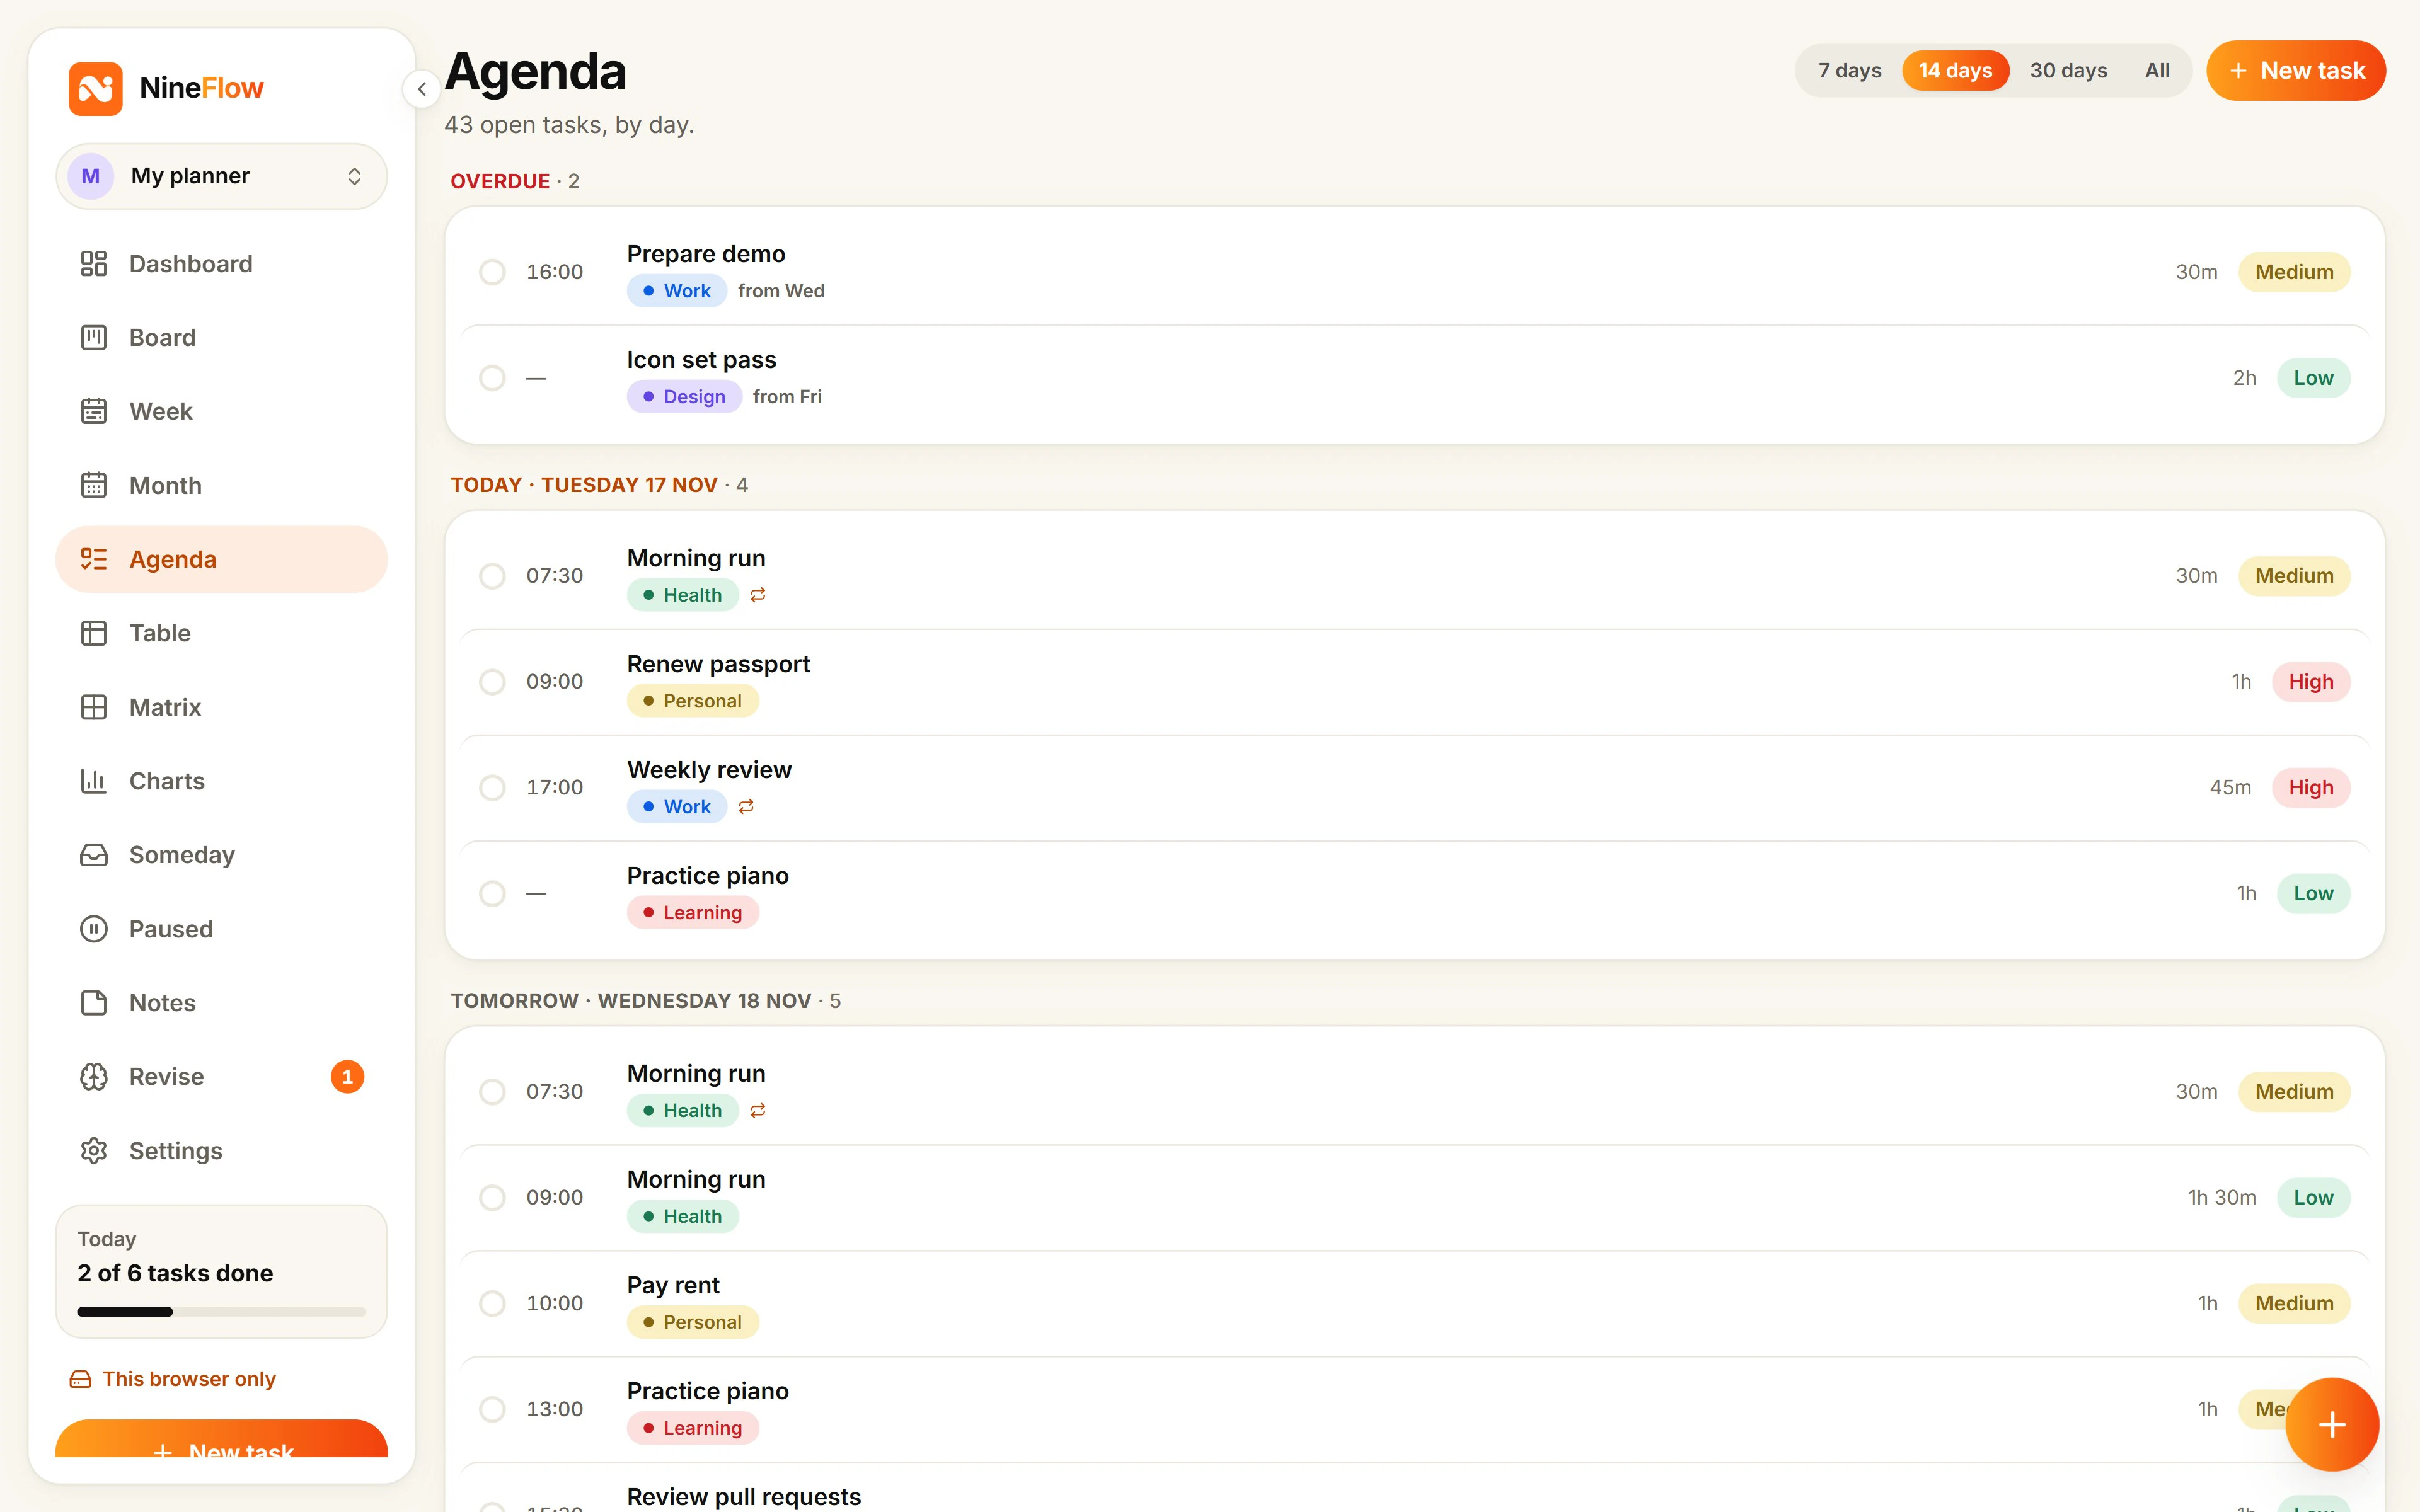 NineFlow
My planner
M
Dashboard
Board
Week
Month
Agenda
Table
Matrix
Charts
Someday
Paused
Notes
Revise 1
Settings
Today
2 of 6 tasks done
This browser only
+ New task
Agenda
43 open tasks, by day.
7 days 14 days 30 days All
+ New task
OVERDUE · 2
16:00 Prepare demo 30m Medium
Work from Wed
— Icon set pass 2h Low
Design from Fri
TODAY · TUESDAY 17 NOV · 4
07:30 Morning run 30m Medium
Health
09:00 Renew passport 1h High
Personal
17:00 Weekly review 45m High
Work
— Practice piano 1h Low
Learning
TOMORROW · WEDNESDAY 18 NOV · 5
07:30 Morning run 30m Medium
Health
09:00 Morning run 1h 30m Low
Health
10:00 Pay rent 1h Medium
Personal
13:00 Practice piano 1h
Learning
Review pull requests